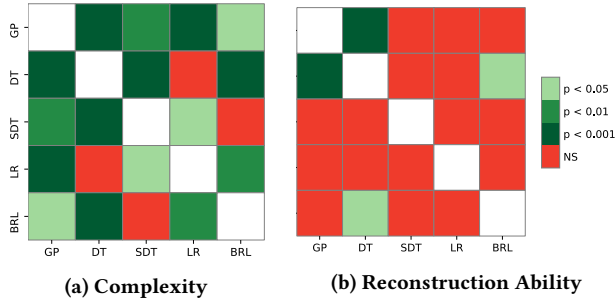 GP
DT
SDT
LR
BRL
GP DT SDT LR BRL
GP DT SDT LR BRL
p < 0.05
p < 0.01
p < 0.001
NS
(a) Complexity
(b) Reconstruction Ability